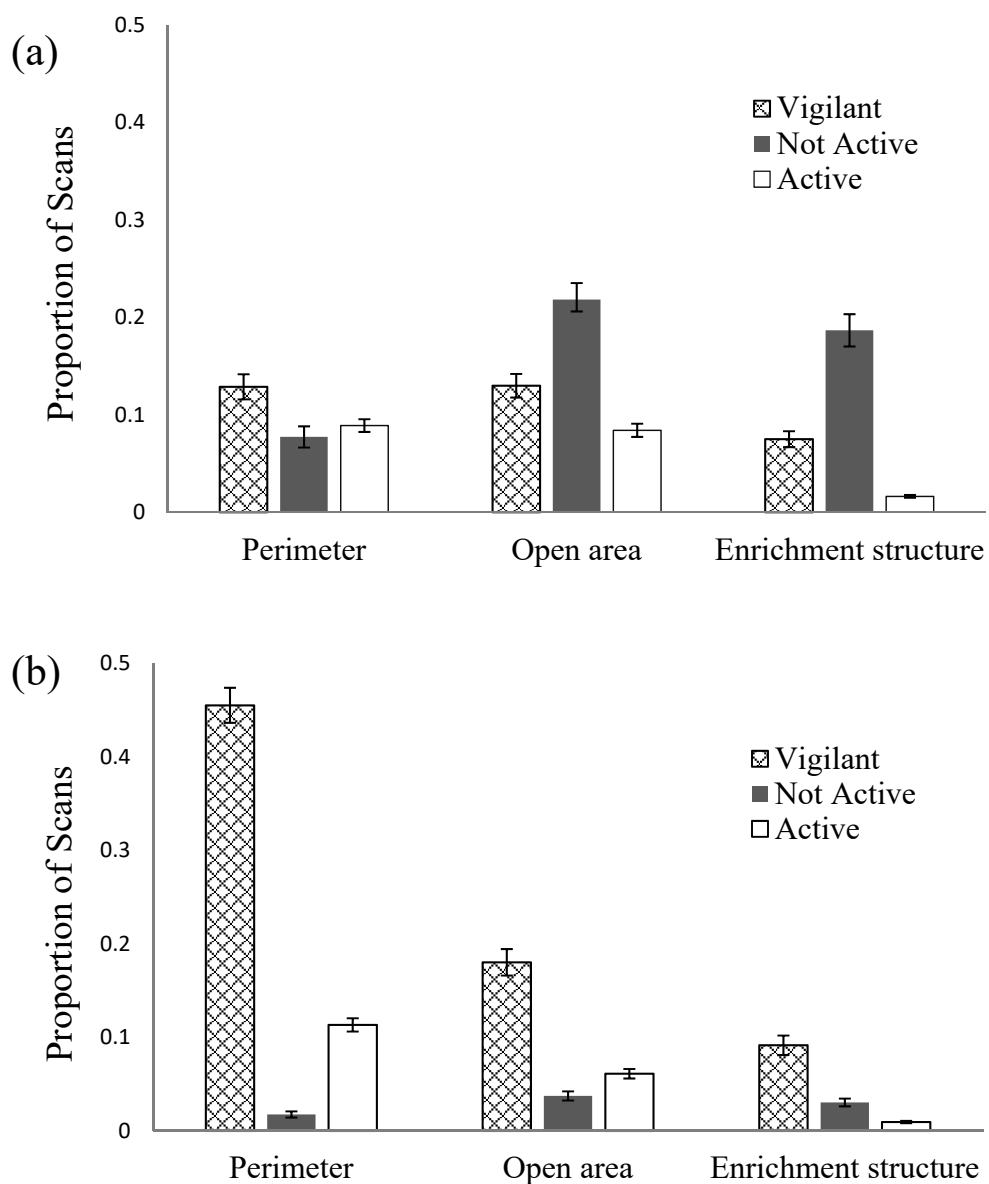 (a)
Proportion of Scans
0.5
0.4
0.3
0.2
0.1
0
Vigilant
Not Active
Active
Perimeter Open area Enrichment structure
(b)
Proportion of Scans
0.5
0.4
0.3
0.2
0.1
0
Vigilant
Not Active
Active
Perimeter Open area Enrichment structure